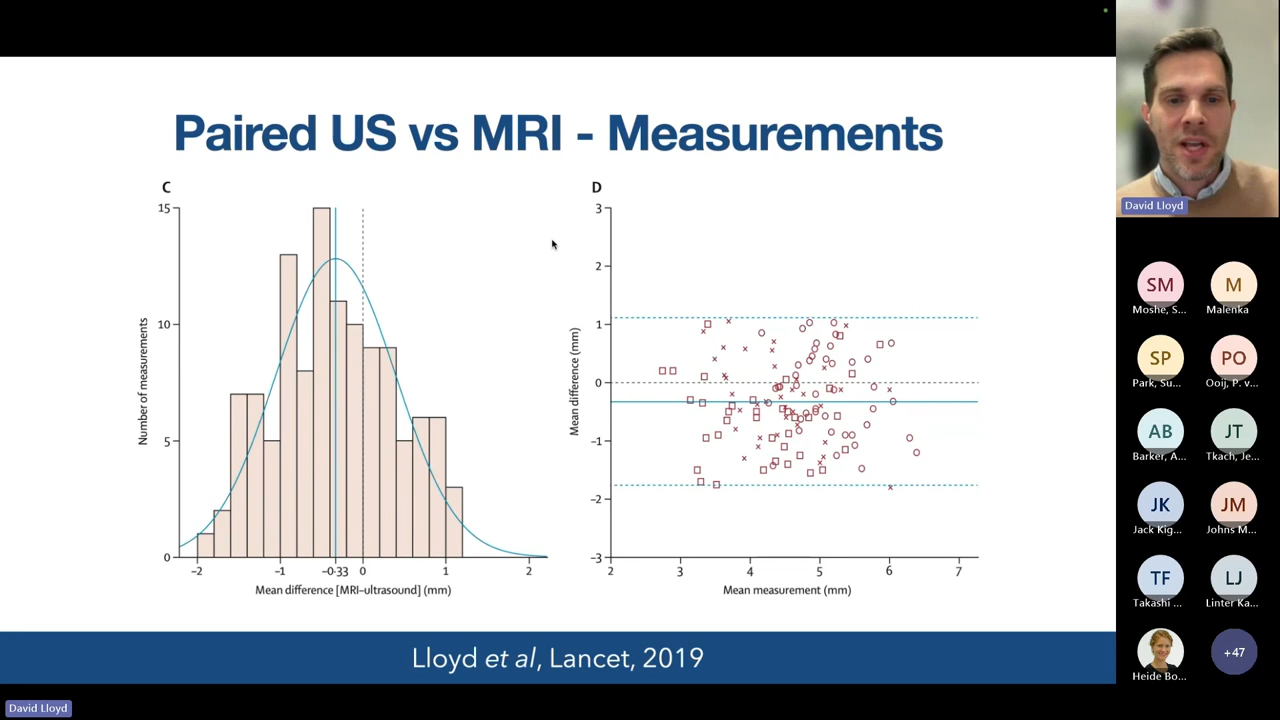 Paired US vs MRI - Measurements
C
15
10
5
0
Number of measurements
−2
−1
−0·33
0
1
2
Mean difference [MRI–ultrasound] (mm)
D
3
2
1
0
−1
−2
−3
Mean difference (mm)
2
3
4
5
6
7
Mean measurement (mm)
Lloyd et al, Lancet, 2019
David Lloyd
David Lloyd
SM
Moshe, S...
M
Malenka
SP
Park, Su...
PO
Ooij, P. v...
AB
Barker, A...
JT
Tkach, Je...
JK
Jack Kig...
JM
Johns M...
TF
Takashi ...
LJ
Linter Ka...
Heide Bo...
+47